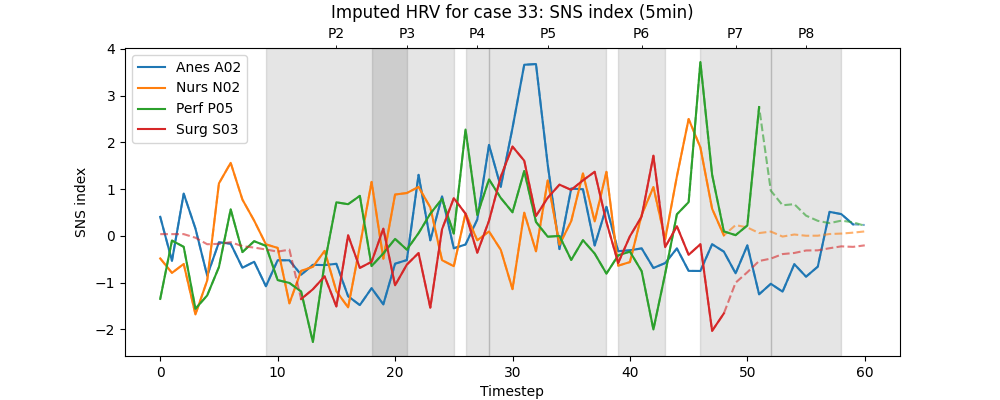 Imputed HRV for case 33: SNS index (5min)
P2 P3 P4 P5 P6 P7 P8
Anes A02
Nurs N02
Perf P05
Surg S03
SNS index
4
3
2
1
0
−1
−2
0 10 20 30 40 50 60
Timestep